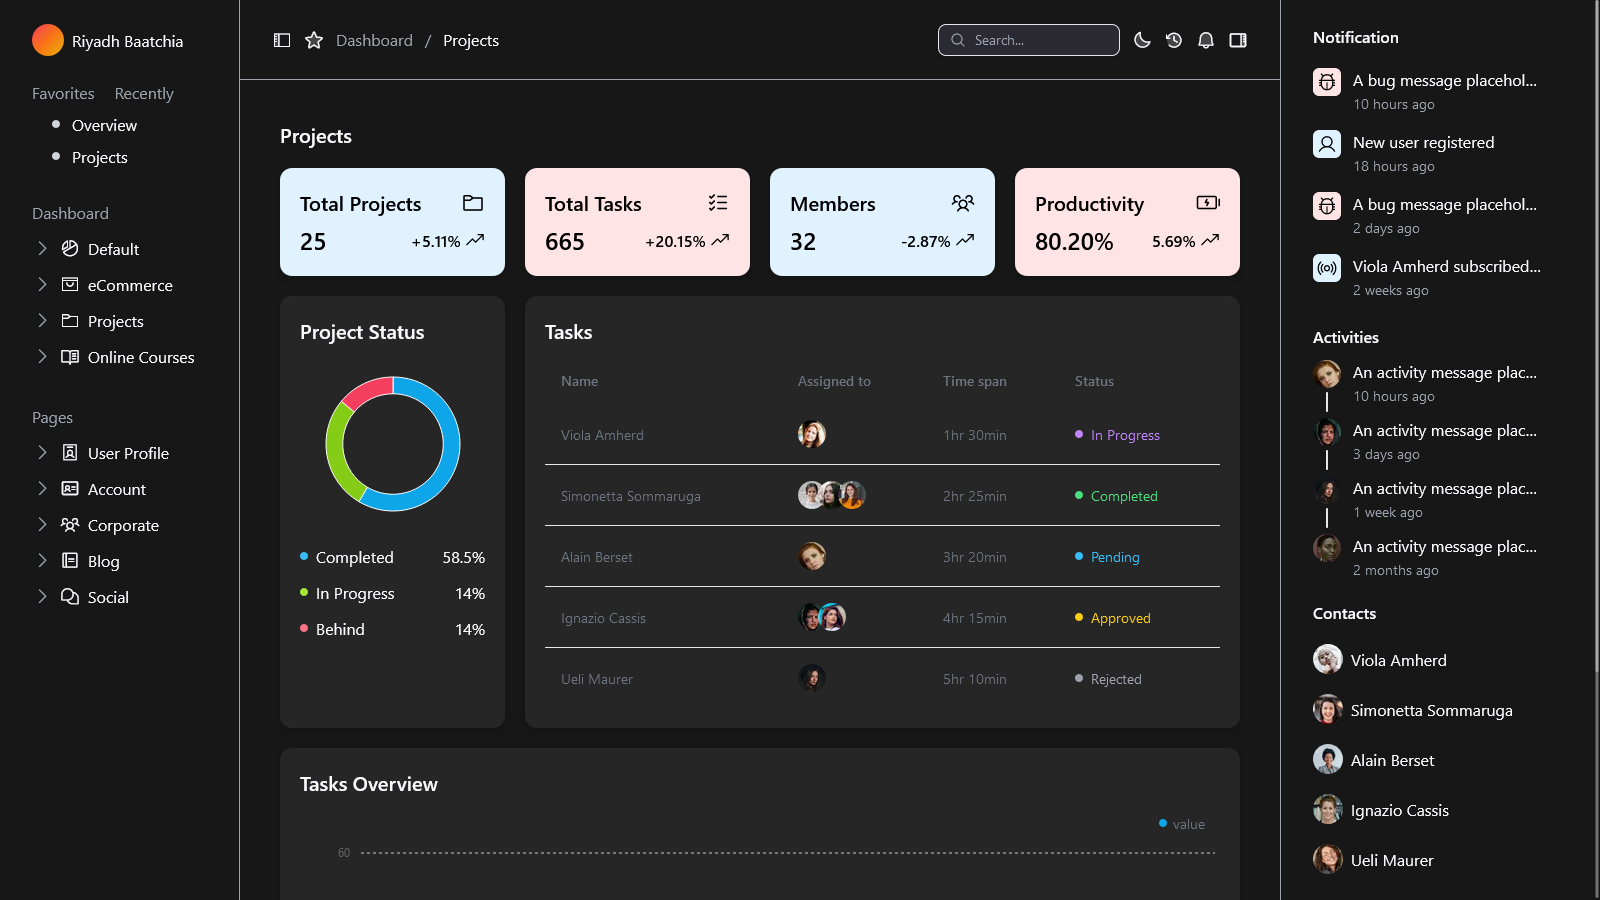 Riyadh Baatchia
Favorites Recently
Overview
Projects
Dashboard
Default
eCommerce
Projects
Online Courses
Pages
User Profile
Account
Corporate
Blog
Social
Dashboard / Projects
Search...
Projects
Total Projects
25 +5.11%
Total Tasks
665 +20.15%
Members
32 -2.87%
Productivity
80.20% 5.69%
Project Status
Completed 58.5%
In Progress 14%
Behind 14%
Tasks
Name Assigned to Time span Status
Viola Amherd 1hr 30min In Progress
Simonetta Sommaruga 2hr 25min Completed
Alain Berset 3hr 20min Pending
Ignazio Cassis 4hr 15min Approved
Ueli Maurer 5hr 10min Rejected
Tasks Overview
value
60
Notification
A bug message placehol...
10 hours ago
New user registered
18 hours ago
A bug message placehol...
2 days ago
Viola Amherd subscribed...
2 weeks ago
Activities
An activity message plac...
10 hours ago
An activity message plac...
3 days ago
An activity message plac...
1 week ago
An activity message plac...
2 months ago
Contacts
Viola Amherd
Simonetta Sommaruga
Alain Berset
Ignazio Cassis
Ueli Maurer